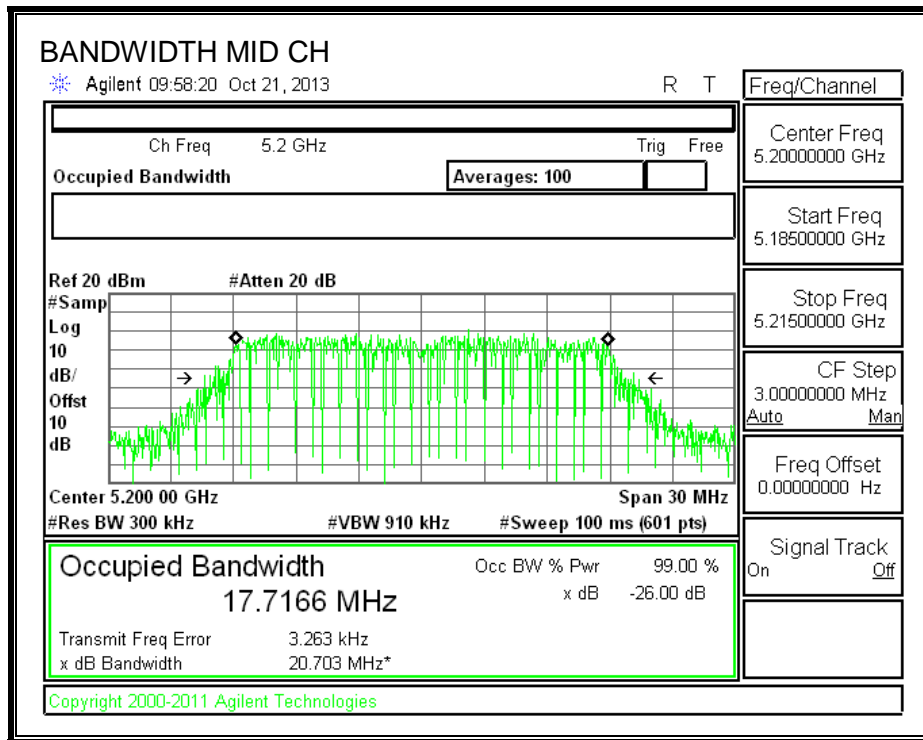 BANDWIDTH MID CH
Agilent 09:58:20 Oct 21, 2013 R T
Freq/Channel
Ch Freq 5.2 GHz Trig Free
Occupied Bandwidth Averages: 100
Center Freq
5.20000000 GHz
Start Freq
5.18500000 GHz
Stop Freq
5.21500000 GHz
CF Step
3.00000000 MHz
Auto Man
Freq Offset
0.00000000 Hz
Signal Track
On Off
Ref 20 dBm #Atten 20 dB
#Samp
Log
10
dB/
Offst
10
dB
Center 5.200 00 GHz Span 30 MHz
#Res BW 300 kHz #VBW 910 kHz #Sweep 100 ms (601 pts)
Occupied Bandwidth Occ BW % Pwr 99.00 %
17.7166 MHz x dB -26.00 dB
Transmit Freq Error 3.263 kHz
x dB Bandwidth 20.703 MHz*
Copyright 2000-2011 Agilent Technologies